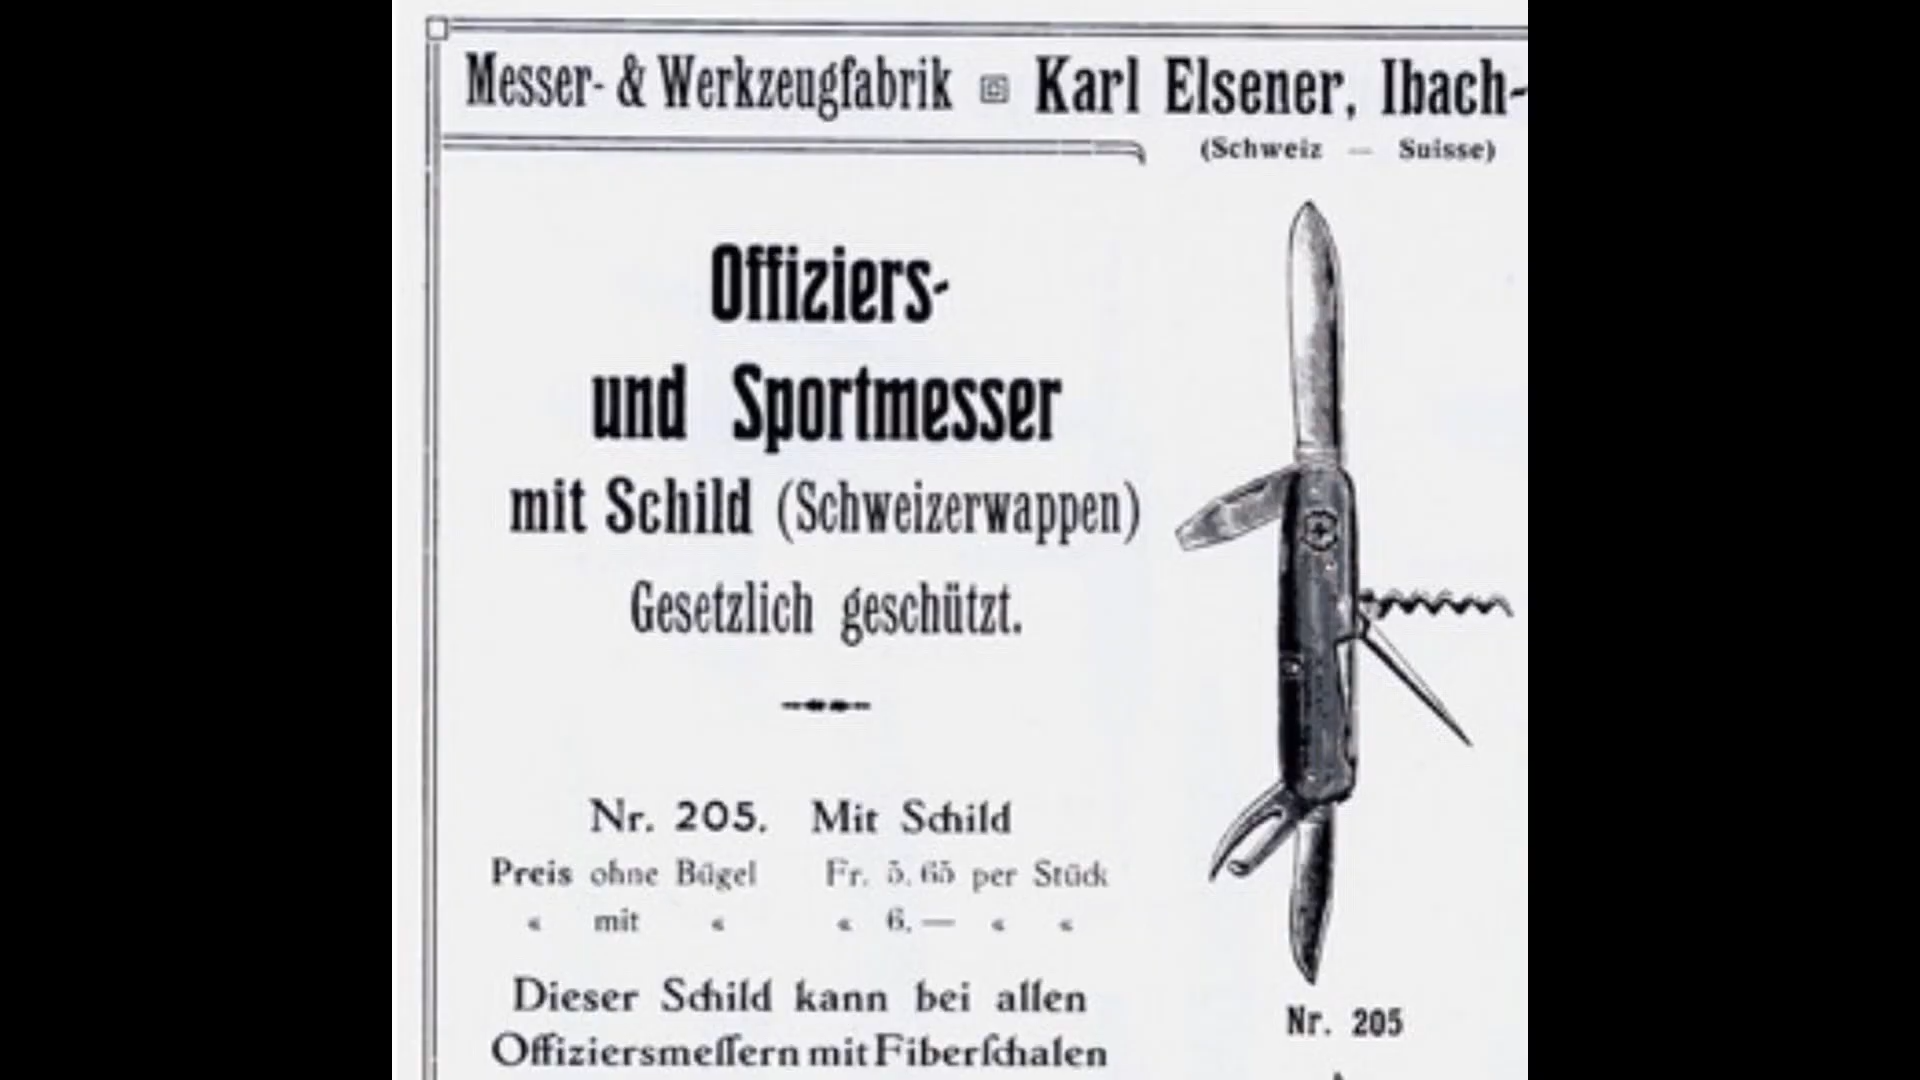 Messer- & Werkzeugfabrik Karl Elsener, Ibach-
(Schweiz — Suisse)
Offiziers-
und Sportmesser
mit Schild (Schweizerwappen)
Gesetzlich geschützt.
Nr. 205. Mit Schild
Preis ohne Bügel Fr. 5.65 per Stück
« mit « « 6.— « «
Dieser Schild kann bei allen
Offiziersmeſſern mit Fiberſchalen
Nr. 205